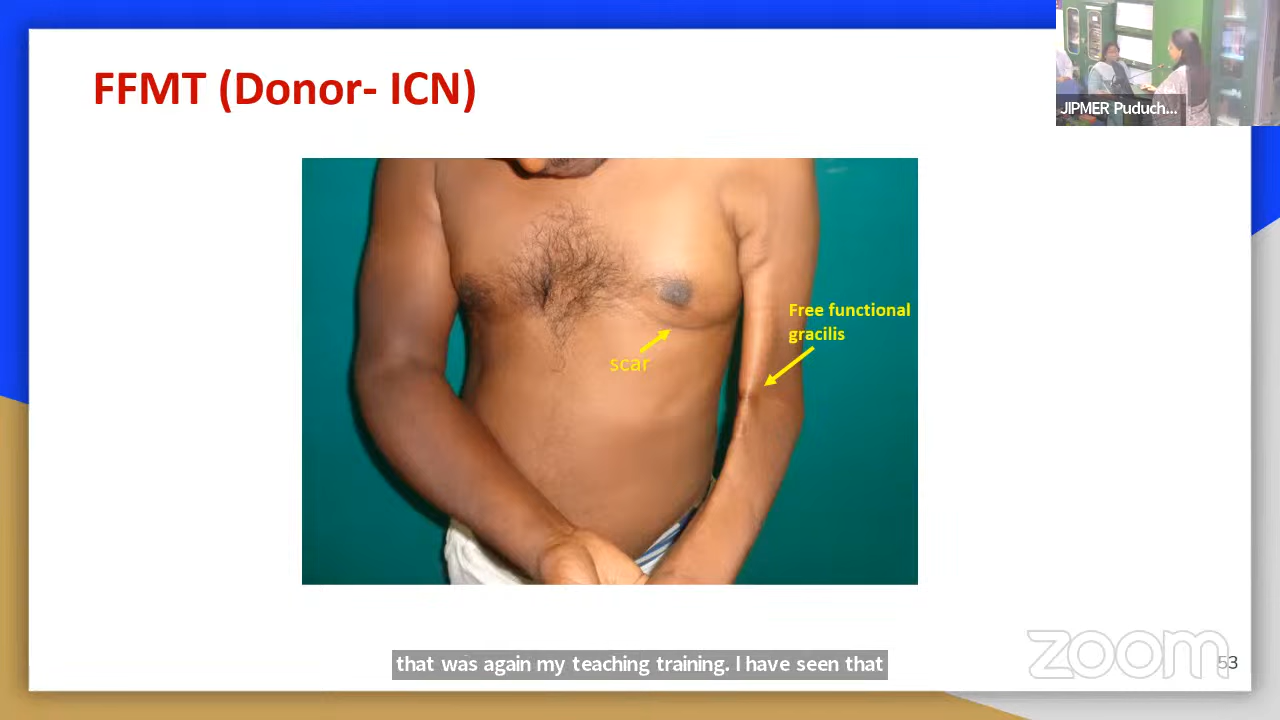 FFMT (Donor- ICN)
JIPMER Puduch...
Free functional
gracilis
scar
that was again my teaching training. I have seen that
zoom
53